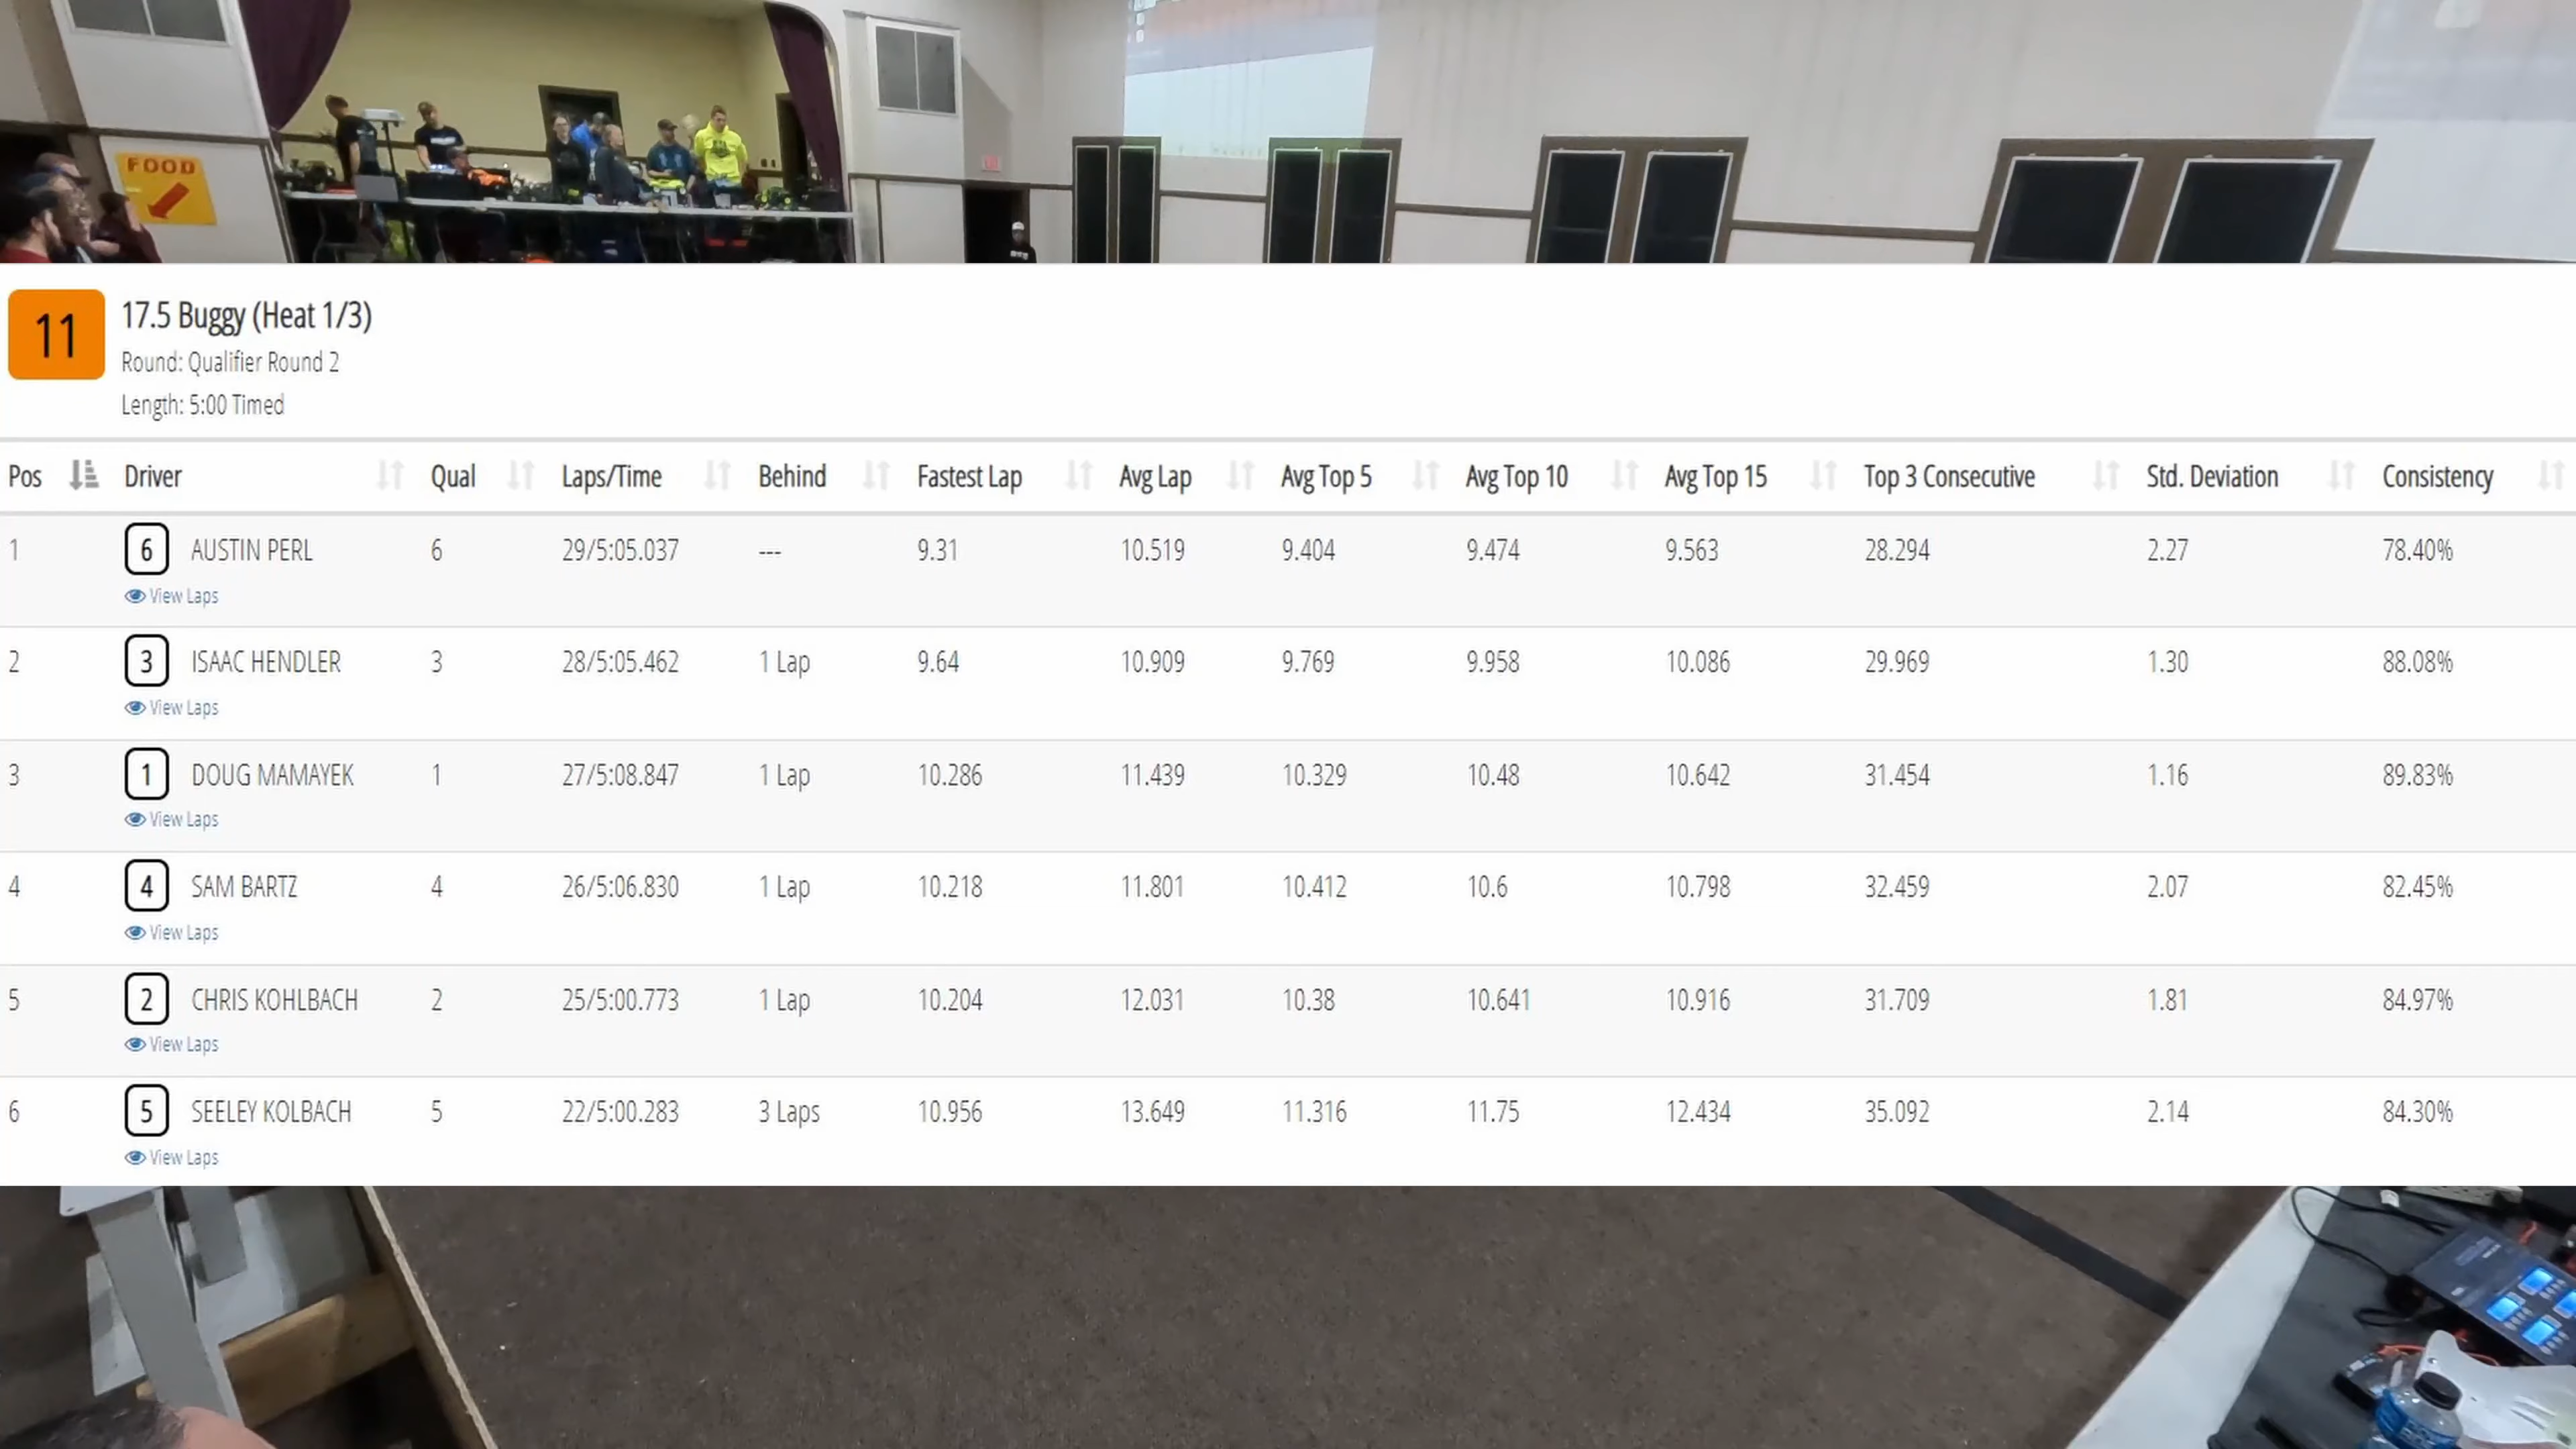 FOOD
11
17.5 Buggy (Heat 1/3)
Round: Qualifier Round 2
Length: 5:00 Timed
Pos Driver Qual Laps/Time Behind Fastest Lap Avg Lap Avg Top 5 Avg Top 10 Avg Top 15 Top 3 Consecutive Std. Deviation Consistency
1 6 AUSTIN PERL 6 29/5:05.037 --- 9.31 10.519 9.404 9.474 9.563 28.294 2.27 78.40%
View Laps
2 3 ISAAC HENDLER 3 28/5:05.462 1 Lap 9.64 10.909 9.769 9.958 10.086 29.969 1.30 88.08%
View Laps
3 1 DOUG MAMAYEK 1 27/5:08.847 1 Lap 10.286 11.439 10.329 10.48 10.642 31.454 1.16 89.83%
View Laps
4 4 SAM BARTZ 4 26/5:06.830 1 Lap 10.218 11.801 10.412 10.6 10.798 32.459 2.07 82.45%
View Laps
5 2 CHRIS KOHLBACH 2 25/5:00.773 1 Lap 10.204 12.031 10.38 10.641 10.916 31.709 1.81 84.97%
View Laps
6 5 SEELEY KOLBACH 5 22/5:00.283 3 Laps 10.956 13.649 11.316 11.75 12.434 35.092 2.14 84.30%
View Laps